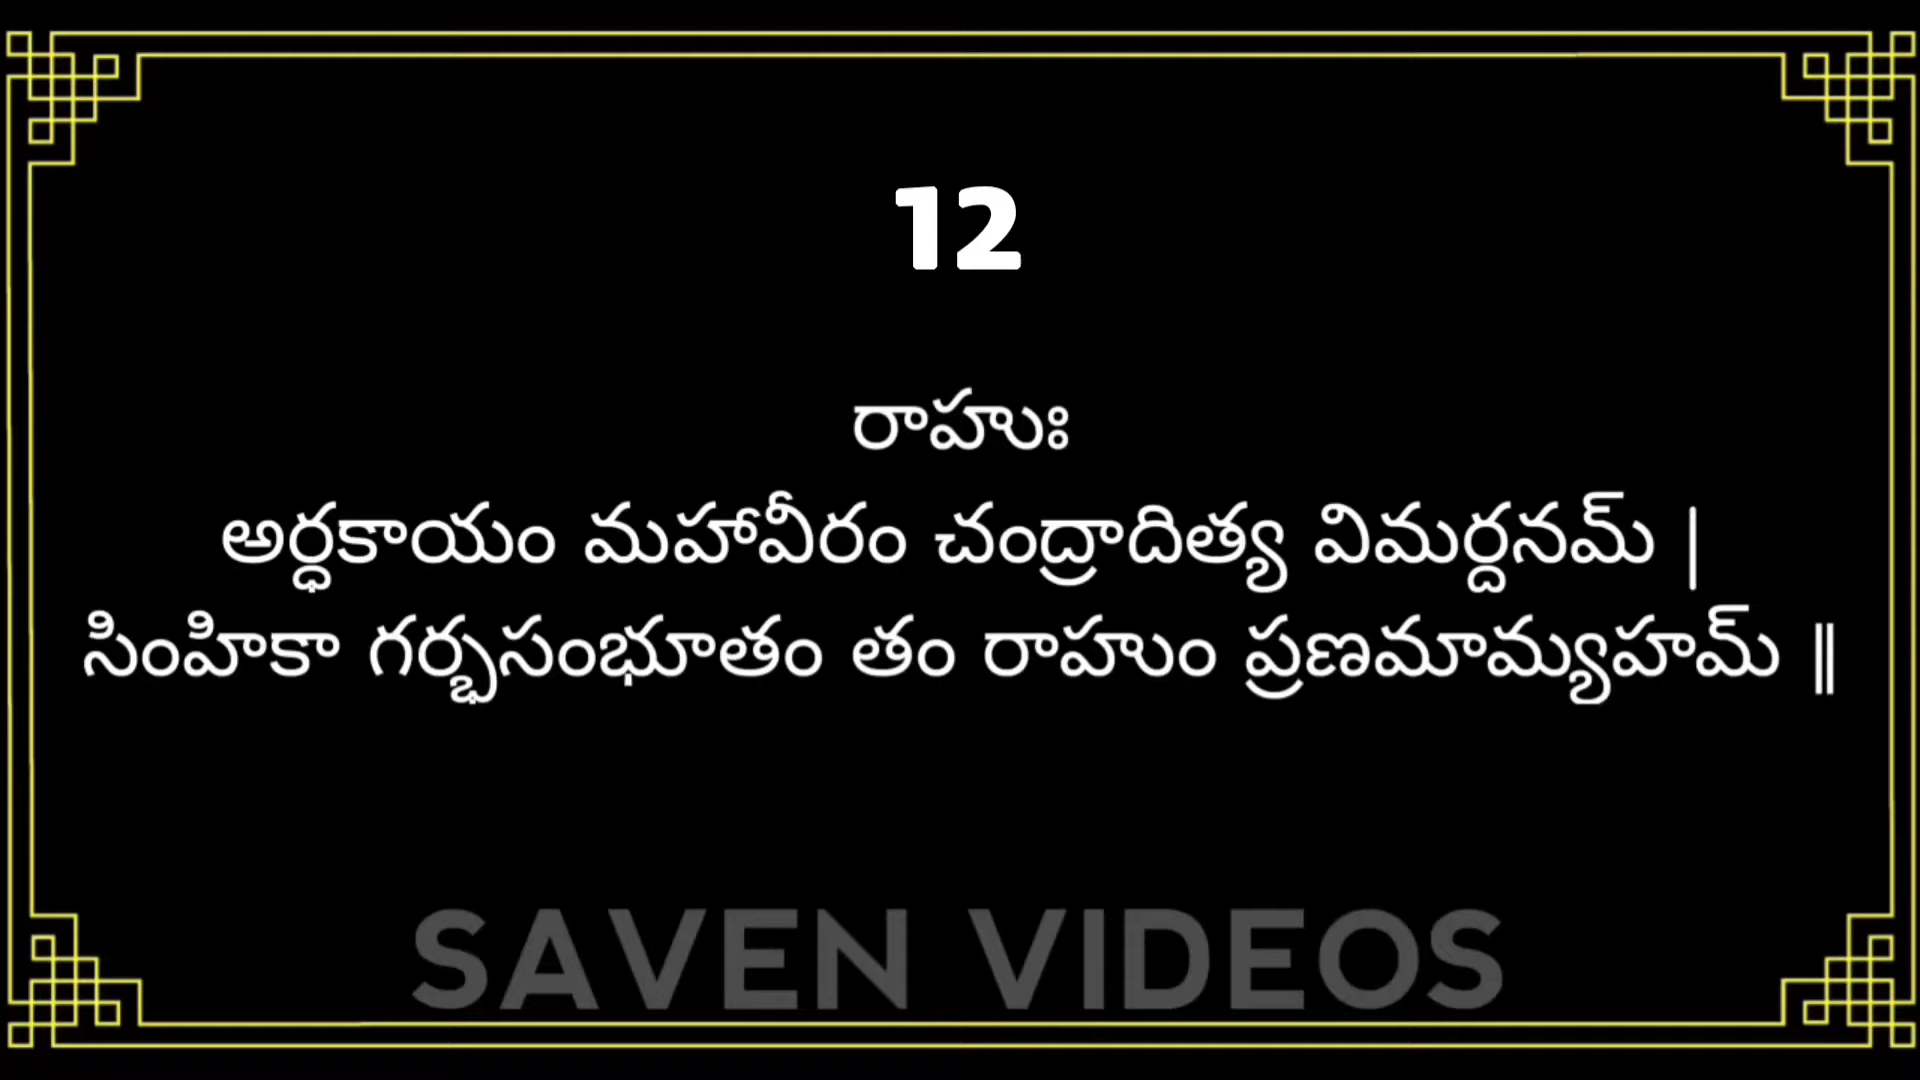 12
రాహుః
అర్ధకాయం మహావీరం చంద్రాదిత్య విమర్దనమ్ |
సింహికా గర్భసంభూతం తం రాహుం ప్రణమామ్యహమ్ ||
SAVEN VIDEOS